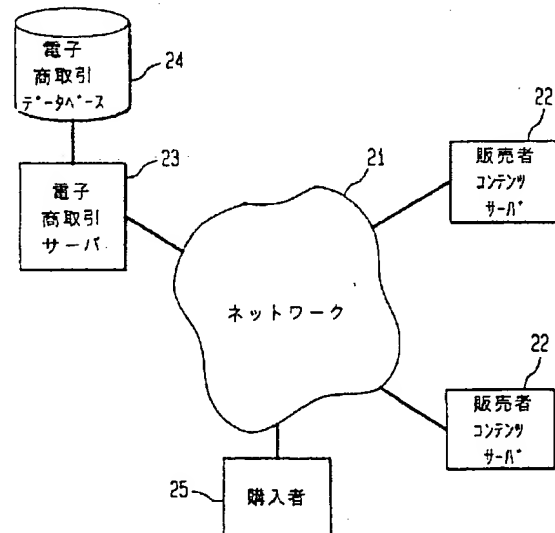 電子
商取引
データベース
24
23
電子
商取引
サーバ
21
ネットワーク
22
販売者
コンテンツ
サーバ
22
販売者
コンテンツ
サーバ
25
購入者